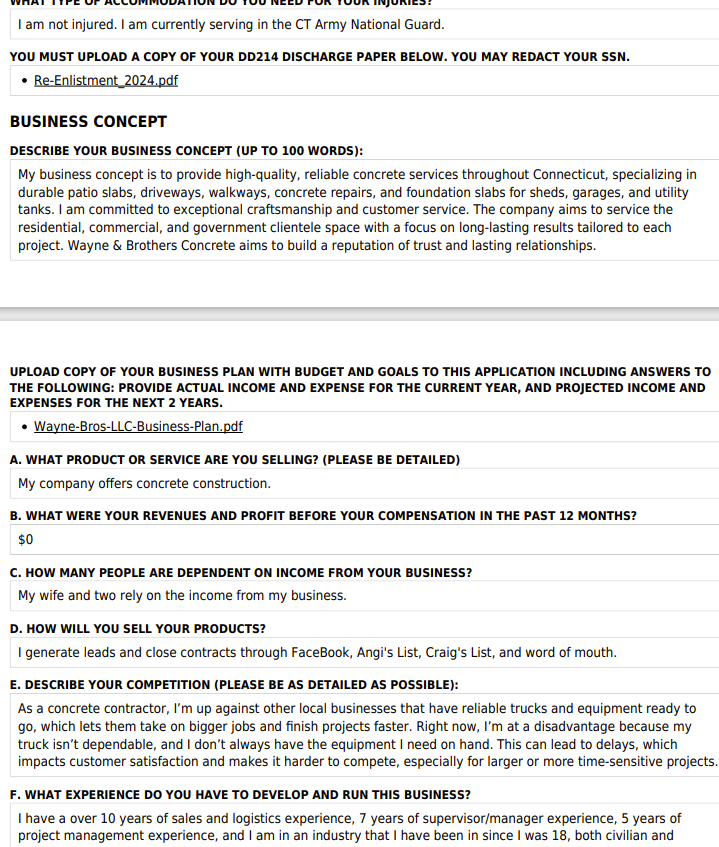 WHAT TYPE OF ACCOMMODATION DO YOU NEED FOR YOUR INJURIES?
I am not injured. I am currently serving in the CT Army National Guard.
YOU MUST UPLOAD A COPY OF YOUR DD214 DISCHARGE PAPER BELOW. YOU MAY REDACT YOUR SSN.
• Re-Enlistment_2024.pdf
BUSINESS CONCEPT
DESCRIBE YOUR BUSINESS CONCEPT (UP TO 100 WORDS):
My business concept is to provide high-quality, reliable concrete services throughout Connecticut, specializing in
durable patio slabs, driveways, walkways, concrete repairs, and foundation slabs for sheds, garages, and utility
tanks. I am committed to exceptional craftsmanship and customer service. The company aims to service the
residential, commercial, and government clientele space with a focus on long-lasting results tailored to each
project. Wayne & Brothers Concrete aims to build a reputation of trust and lasting relationships.
UPLOAD COPY OF YOUR BUSINESS PLAN WITH BUDGET AND GOALS TO THIS APPLICATION INCLUDING ANSWERS TO
THE FOLLOWING: PROVIDE ACTUAL INCOME AND EXPENSE FOR THE CURRENT YEAR, AND PROJECTED INCOME AND
EXPENSES FOR THE NEXT 2 YEARS.
• Wayne-Bros-LLC-Business-Plan.pdf
A. WHAT PRODUCT OR SERVICE ARE YOU SELLING? (PLEASE BE DETAILED)
My company offers concrete construction.
B. WHAT WERE YOUR REVENUES AND PROFIT BEFORE YOUR COMPENSATION IN THE PAST 12 MONTHS?
$0
C. HOW MANY PEOPLE ARE DEPENDENT ON INCOME FROM YOUR BUSINESS?
My wife and two rely on the income from my business.
D. HOW WILL YOU SELL YOUR PRODUCTS?
I generate leads and close contracts through FaceBook, Angi's List, Craig's List, and word of mouth.
E. DESCRIBE YOUR COMPETITION (PLEASE BE AS DETAILED AS POSSIBLE):
As a concrete contractor, I’m up against other local businesses that have reliable trucks and equipment ready to
go, which lets them take on bigger jobs and finish projects faster. Right now, I’m at a disadvantage because my
truck isn’t dependable, and I don’t always have the equipment I need on hand. This can lead to delays, which
impacts customer satisfaction and makes it harder to compete, especially for larger or more time-sensitive projects.
F. WHAT EXPERIENCE DO YOU HAVE TO DEVELOP AND RUN THIS BUSINESS?
I have a over 10 years of sales and logistics experience, 7 years of supervisor/manager experience, 5 years of
project management experience, and I am in an industry that I have been in since I was 18, both civilian and